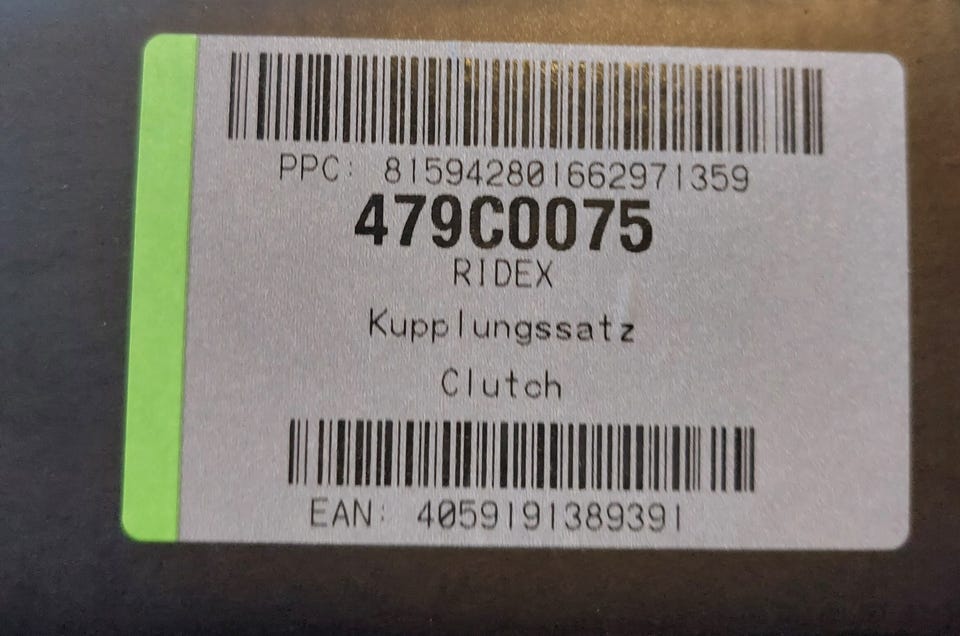 PPC: 815942801662971359
479C0075
RIDEX
Kupplungssatz
Clutch
EAN: 4059191389391